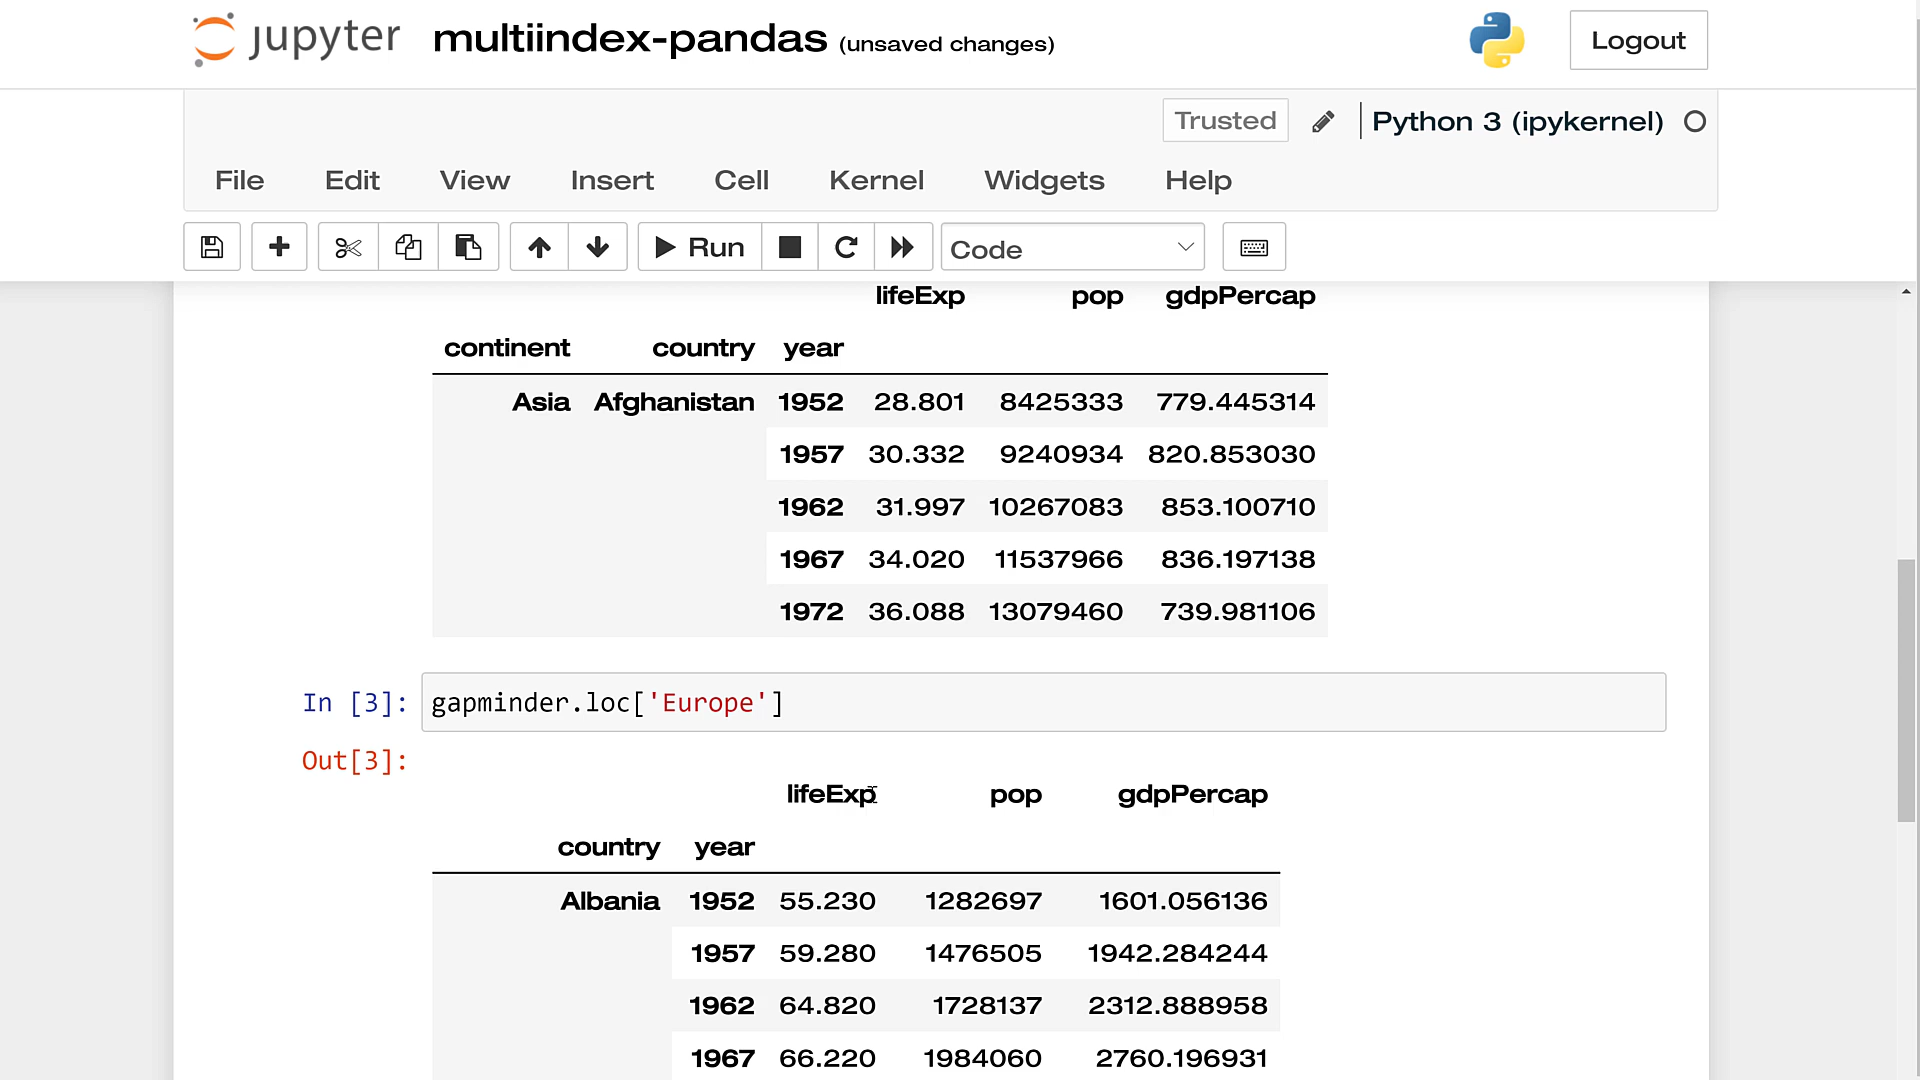 jupyter multiindex-pandas (unsaved changes) Logout
Trusted Python 3 (ipykernel)
File Edit View Insert Cell Kernel Widgets Help
Run Code
lifeExp pop gdpPercap
continent country year
Asia Afghanistan 1952 28.801 8425333 779.445314
1957 30.332 9240934 820.853030
1962 31.997 10267083 853.100710
1967 34.020 11537966 836.197138
1972 36.088 13079460 739.981106
In [3]: gapminder.loc['Europe']
Out[3]:
lifeExp pop gdpPercap
country year
Albania 1952 55.230 1282697 1601.056136
1957 59.280 1476505 1942.284244
1962 64.820 1728137 2312.888958
1967 66.220 1984060 2760.196931